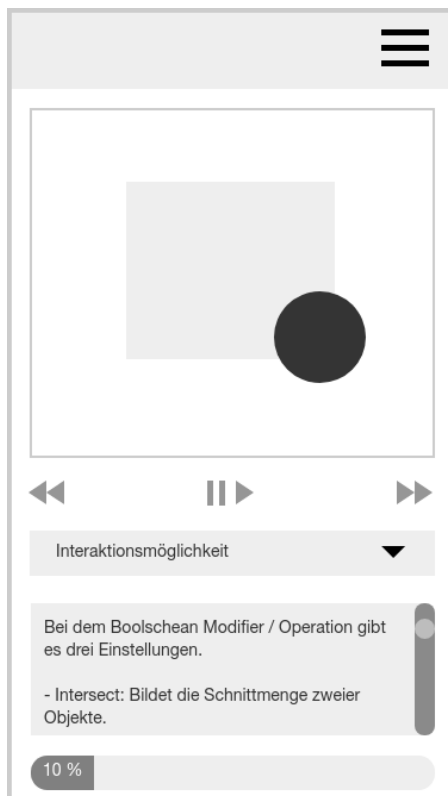 Interaktionsmöglichkeit
Bei dem Boolschean Modifier / Operation gibt
es drei Einstellungen.
- Intersect: Bildet die Schnittmenge zweier
Objekte.
10 %